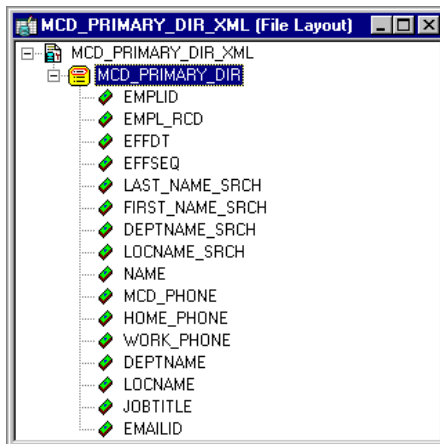 MCD_PRIMARY_DIR_XML (File Layout)
MCD_PRIMARY_DIR_XML
MCD_PRIMARY_DIR
EMPLID
EMPL_RCD
EFFDT
EFFSEQ
LAST_NAME_SRCH
FIRST_NAME_SRCH
DEPTNAME_SRCH
LOCNAME_SRCH
NAME
MCD_PHONE
HOME_PHONE
WORK_PHONE
DEPTNAME
LOCNAME
JOBTITLE
EMAILID